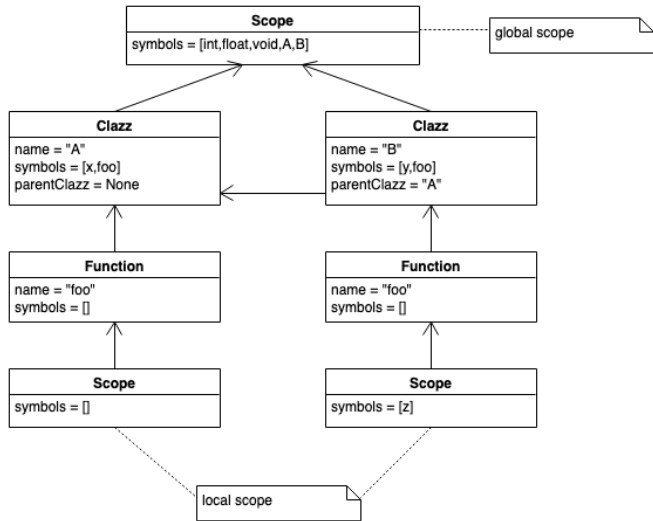 Scope
symbols = [int,float,void,A,B]
global scope
Clazz
name = "A"
symbols = [x,foo]
parentClazz = None
Clazz
name = "B"
symbols = [y,foo]
parentClazz = "A"
Function
name = "foo"
symbols = []
Function
name = "foo"
symbols = []
Scope
symbols = []
Scope
symbols = [z]
local scope